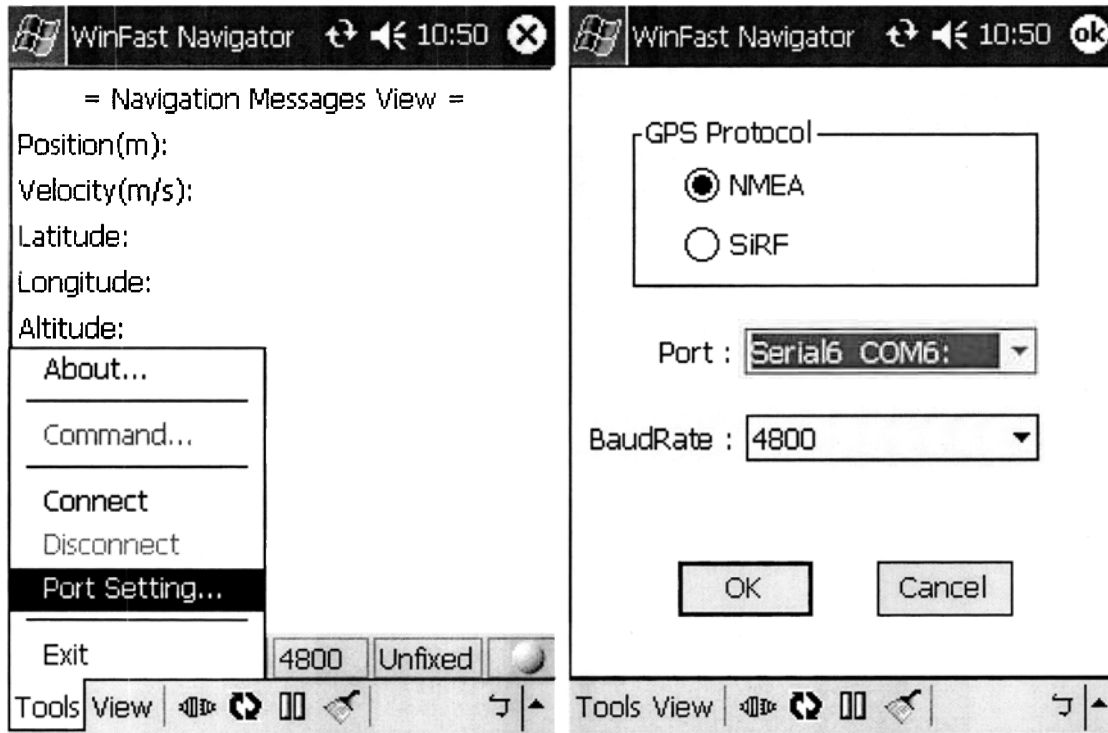 WinFast Navigator 10:50
= Navigation Messages View =
Position(m):
Velocity(m/s):
Latitude:
Longitude:
Altitude:
About...
Command...
Connect
Disconnect
Port Setting...
Exit
4800 Unfixed
Tools View
WinFast Navigator 10:50 ok
GPS Protocol
NMEA
SiRF
Port : Serial6 COM6:
BaudRate : 4800
OK Cancel
Tools View